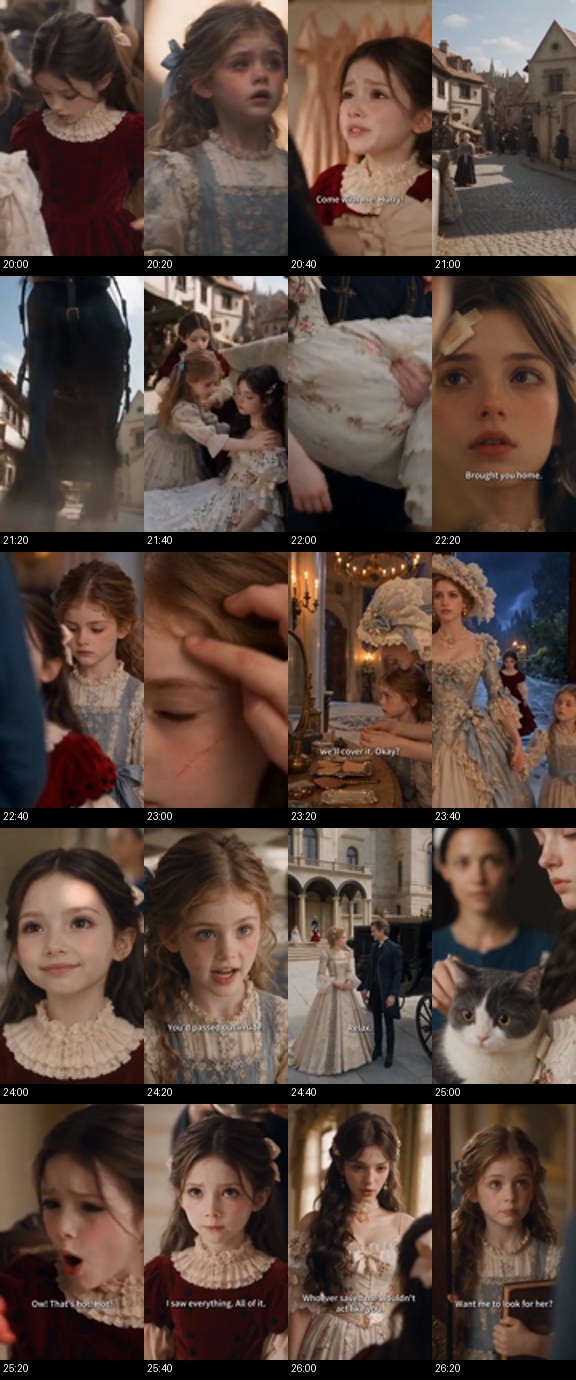 Come with me. Hurry!
20:00
20:20
20:40
21:00
Brought you home.
21:20
21:40
22:00
22:20
we'll cover it. Okay?
22:40
23:00
23:20
23:40
You'd passed out inside.
Relax.
24:00
24:20
24:40
25:00
Ow! That's hot. Hot!
I saw everything. All of it.
Whoever saved me wouldn't
act like you.
Want me to look for her?
25:20
25:40
26:00
26:20